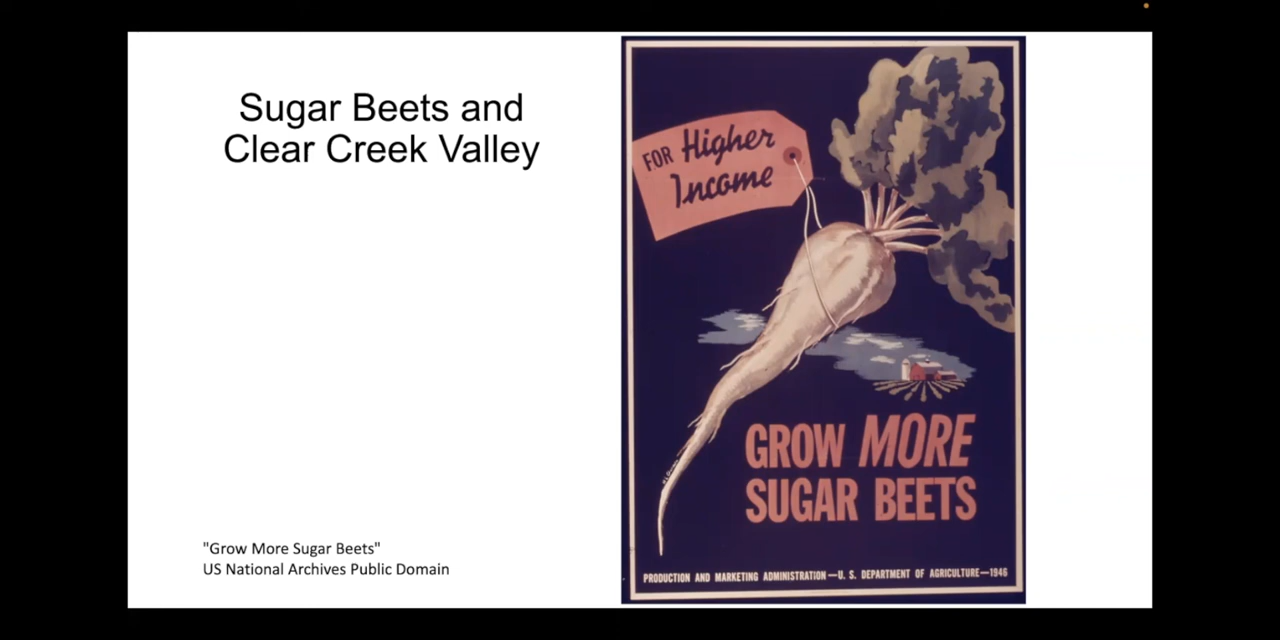 Sugar Beets and
Clear Creek Valley
FOR Higher
Income
GROW MORE
SUGAR BEETS
PRODUCTION AND MARKETING ADMINISTRATION—U. S. DEPARTMENT OF AGRICULTURE—1946
"Grow More Sugar Beets"
US National Archives Public Domain